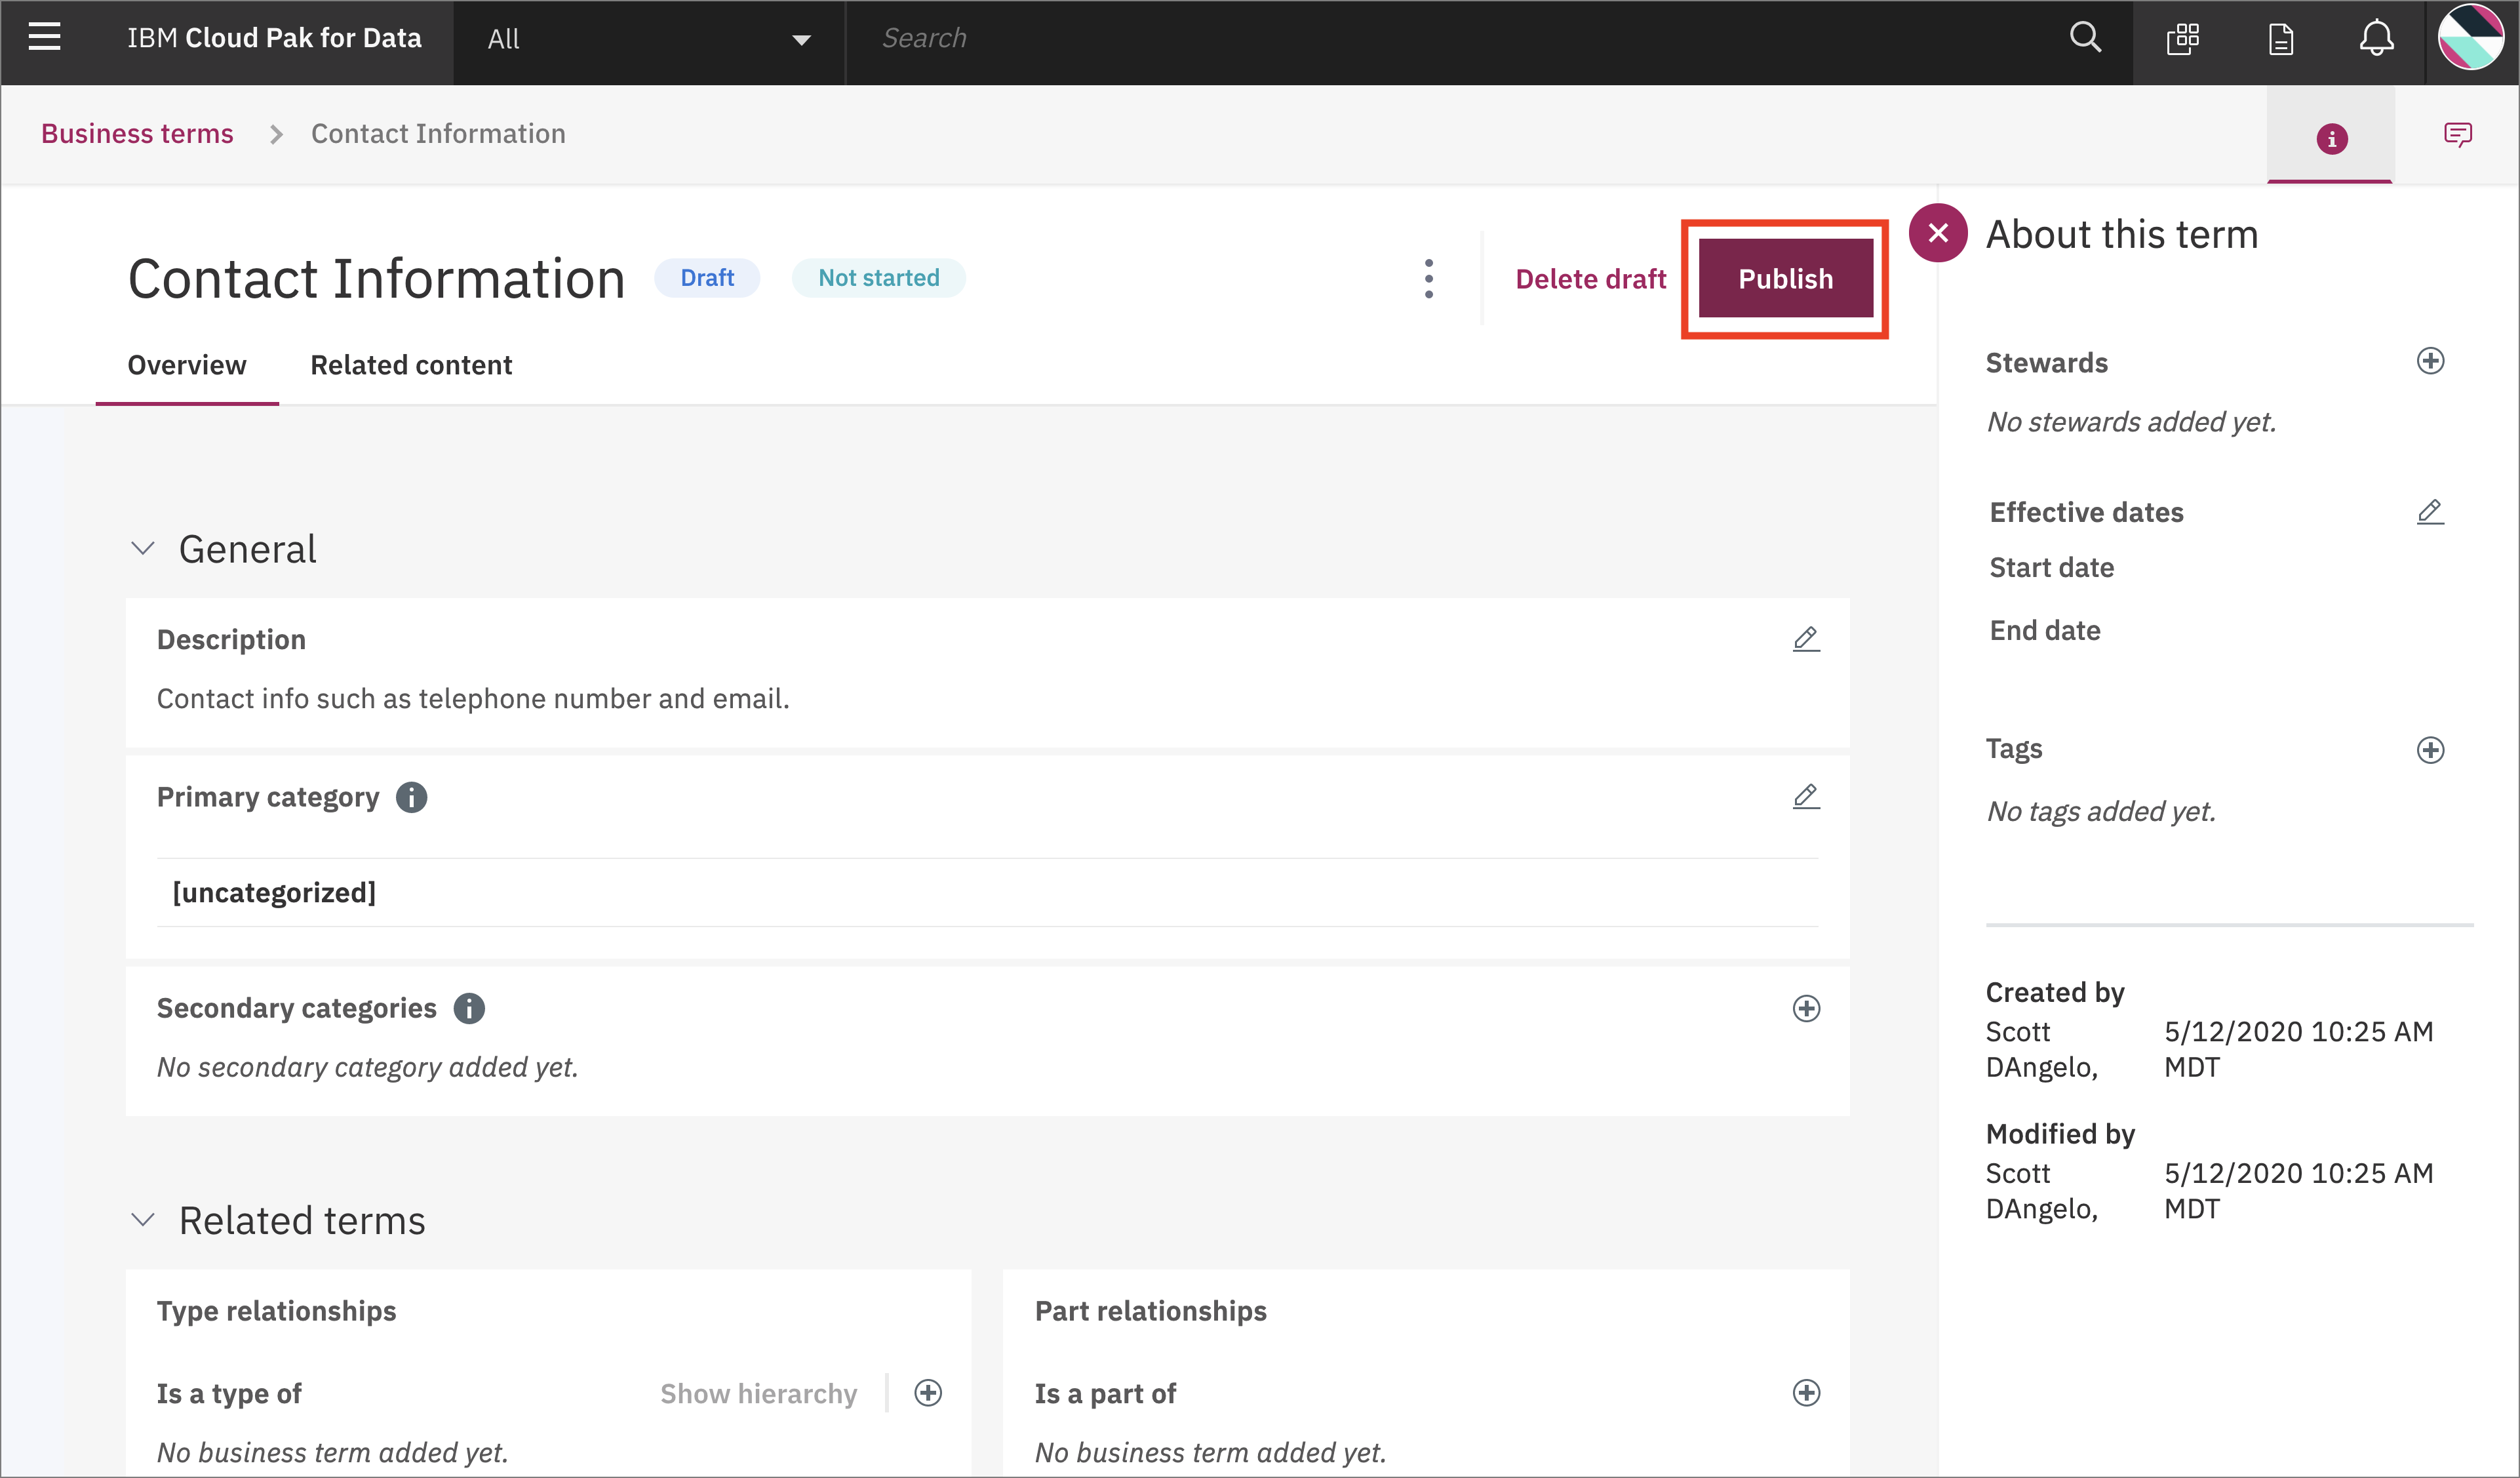 IBM Cloud Pak for Data
All
Search
Business terms
Contact Information
Contact Information
Draft
Not started
Delete draft
Publish
Overview
Related content
General
Description
Contact info such as telephone number and email.
Primary category
[uncategorized]
Secondary categories
No secondary category added yet.
Related terms
Type relationships
Is a type of
Show hierarchy
No business term added yet.
Part relationships
Is a part of
No business term added yet.
About this term
Stewards
No stewards added yet.
Effective dates
Start date
End date
Tags
No tags added yet.
Created by
Scott 5/12/2020 10:25 AM
DAngelo, MDT
Modified by
Scott 5/12/2020 10:25 AM
DAngelo, MDT